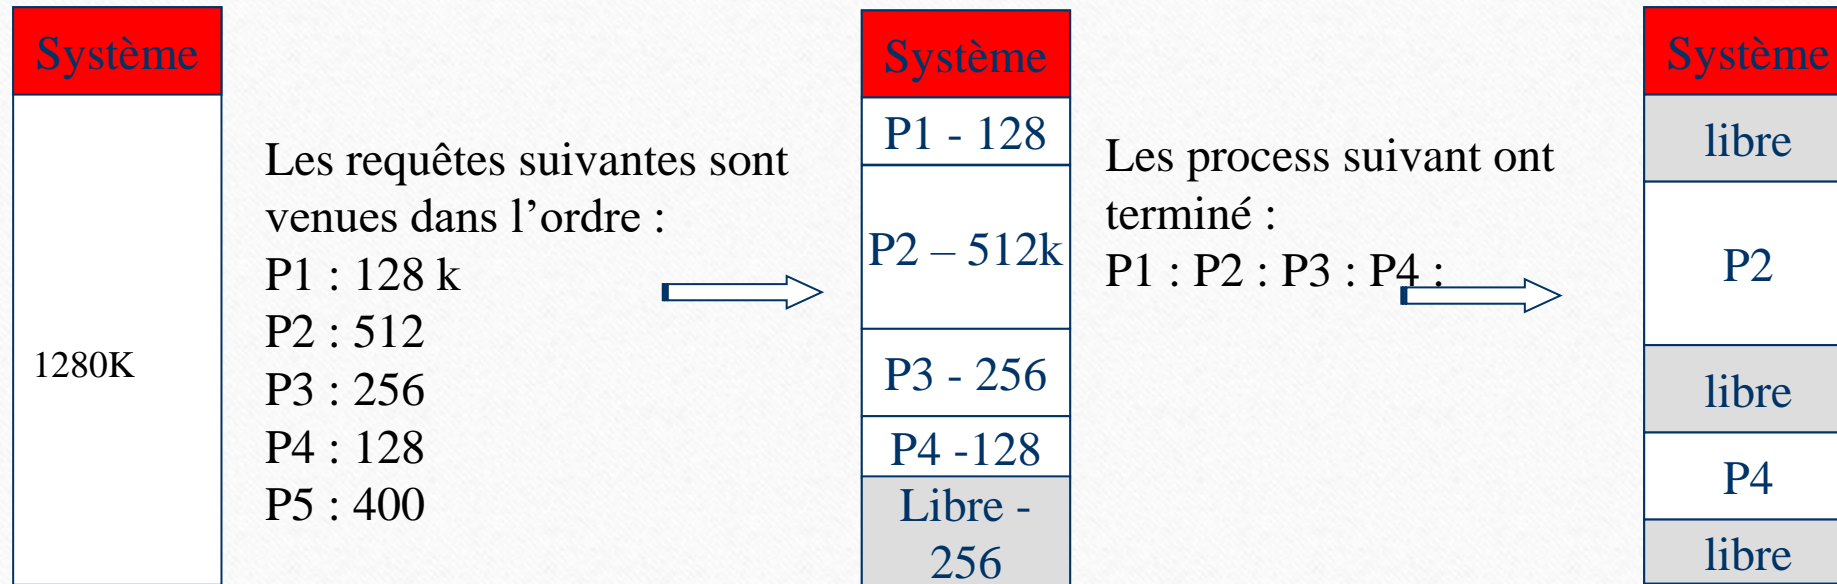 Système
1280K
Les requêtes suivantes sont
venues dans l’ordre :
P1 : 128 k
P2 : 512
P3 : 256
P4 : 128
P5 : 400
Système
P1 - 128
P2 – 512k
P3 - 256
P4 -128
Libre -
256
Les process suivant ont
terminé :
P1 : P2 : P3 : P4 :
Système
libre
P2
libre
P4
libre